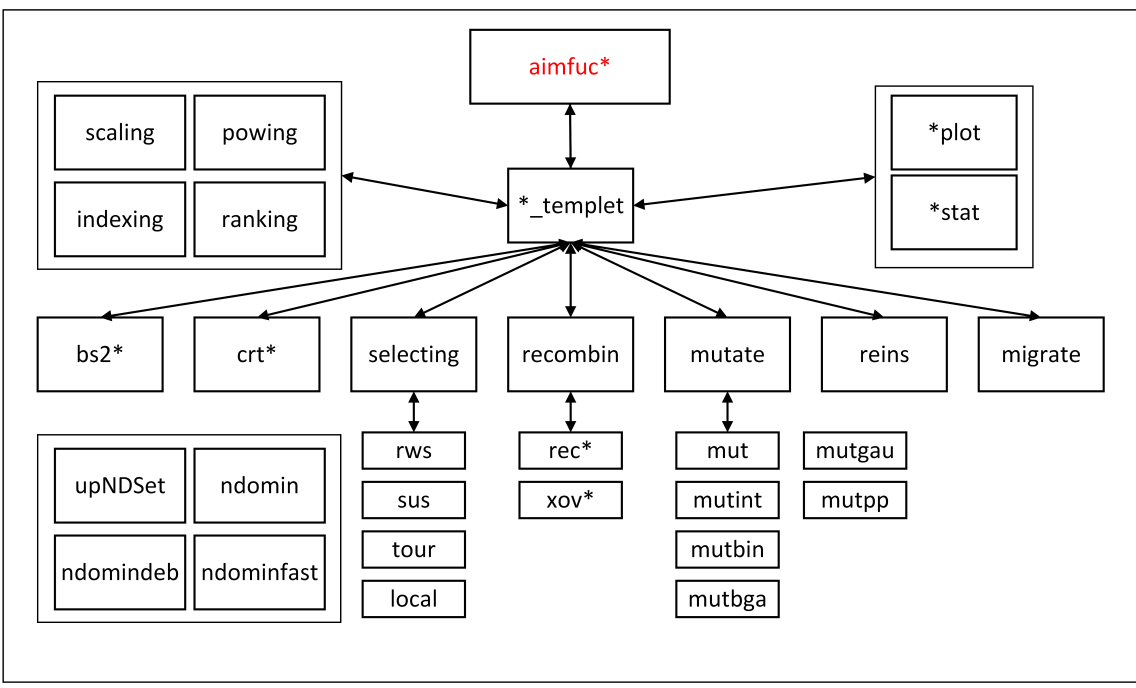 aimfuc*
scaling
powing
*plot
*_templet
indexing
ranking
*stat
bs2*
crt*
selecting
recombin
mutate
reins
migrate
rws
rec*
mut
mutgau
upNDSet
ndomin
sus
xov*
mutint
mutpp
tour
mutbin
ndomindeb
ndominfast
local
mutbga